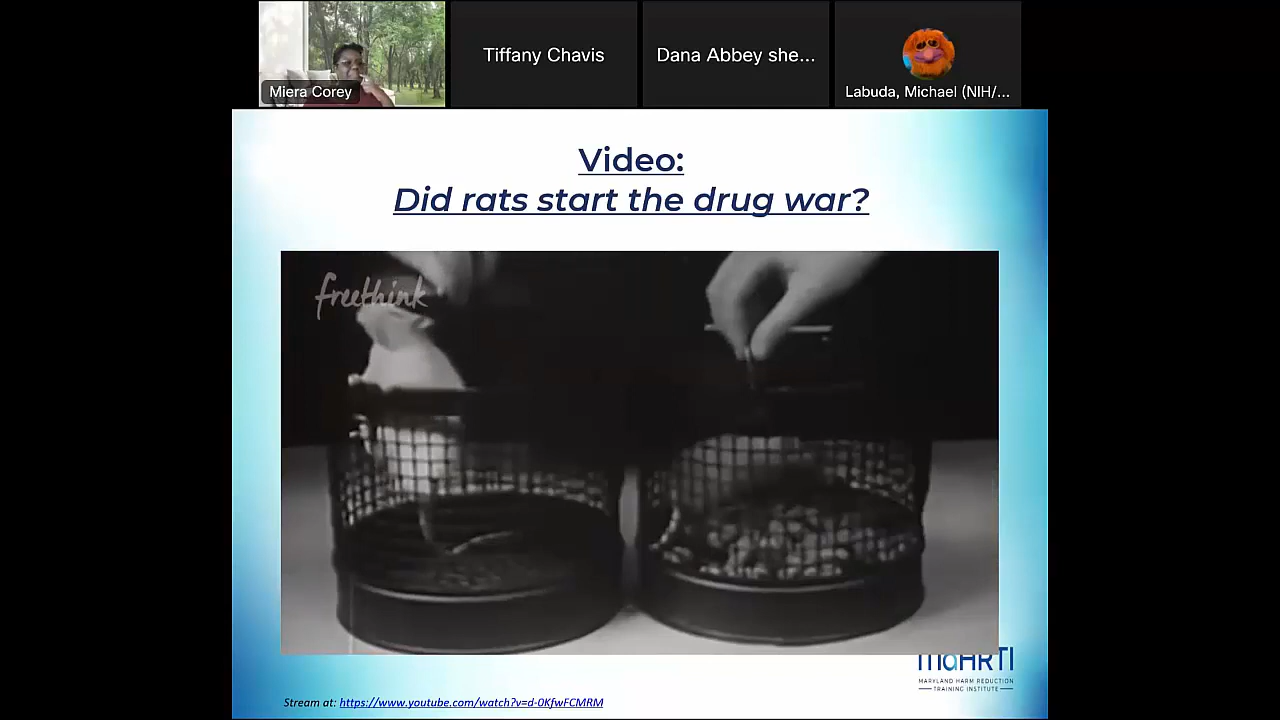 Miera Corey
Tiffany Chavis
Dana Abbey she...
Labuda, Michael (NIH/...
Video:
Did rats start the drug war?
freethink
MaHRTI
MARYLAND HARM REDUCTION
TRAINING INSTITUTE
Stream at: https://www.youtube.com/watch?v=d-0KfwFCMRM